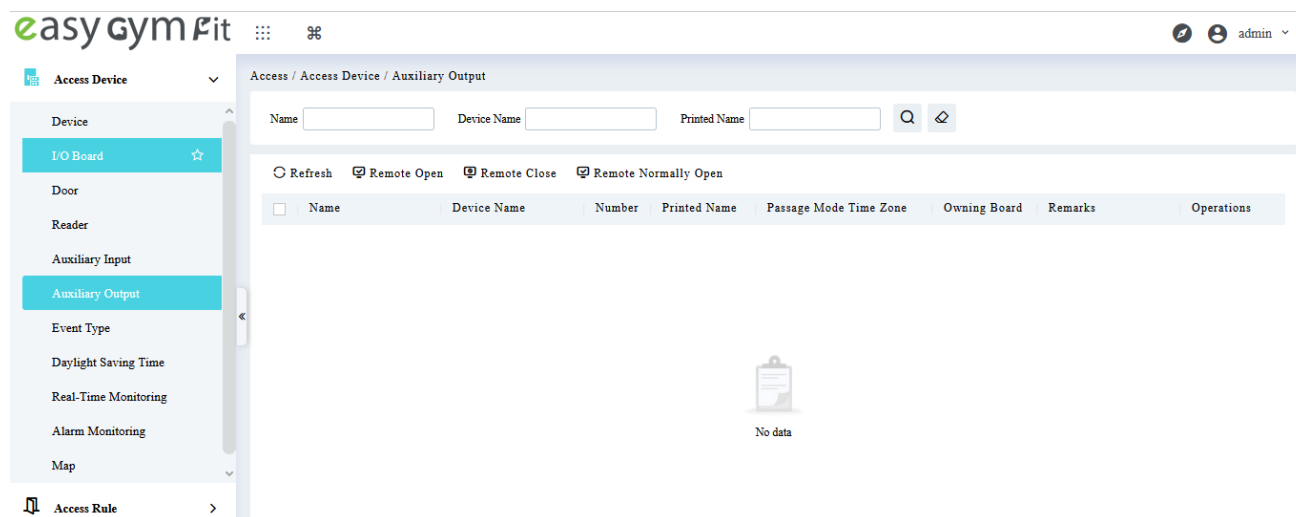 easy Gym Fit
admin
Access Device
Access / Access Device / Auxiliary Output
Device
I/O Board
Door
Reader
Auxiliary Input
Auxiliary Output
Event Type
Daylight Saving Time
Real-Time Monitoring
Alarm Monitoring
Map
Access Rule
Name Device Name Printed Name
Refresh Remote Open Remote Close Remote Normally Open
Name Device Name Number Printed Name Passage Mode Time Zone Owning Board Remarks Operations
No data